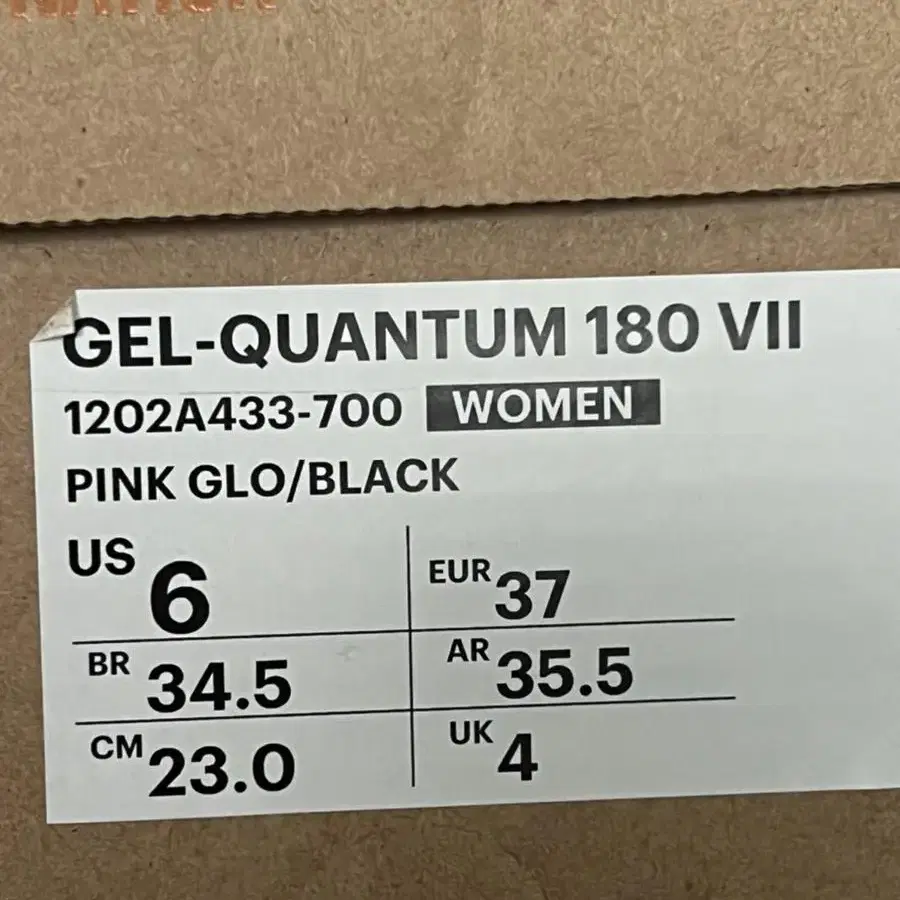 GEL-QUANTUM 180 VII
1202A433-700 WOMEN
PINK GLO/BLACK
US 6 EUR 37
BR 34.5 AR 35.5
CM 23.0 UK 4